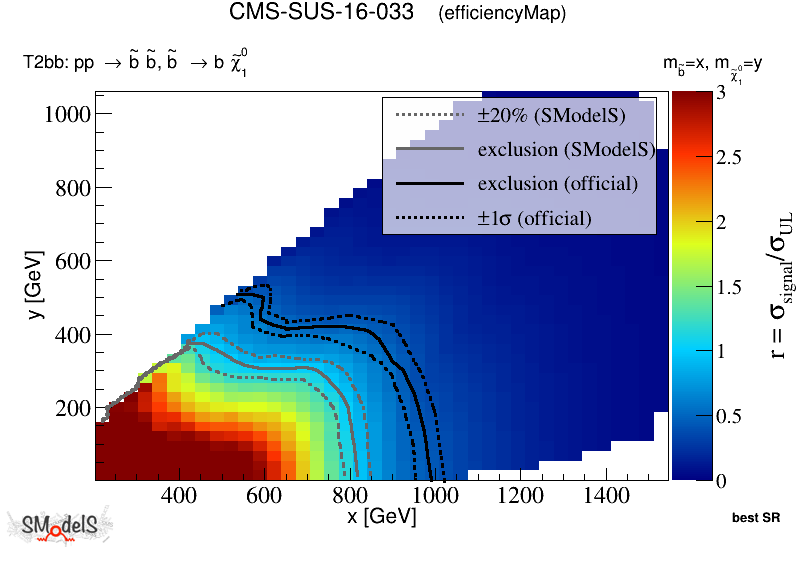 CMS-SUS-16-033 (efficiencyMap)
T2bb: pp → b̃ b̃, b̃ → b χ̃₁⁰
m_b̃=x, m_χ̃₁⁰=y
±20% (SModelS)
exclusion (SModelS)
exclusion (official)
±1σ (official)
1000
800
600
400
200
y [GeV]
400 600 800 1000 1200 1400
x [GeV]
3
2.5
2
1.5
1
0.5
0
r = σ_signal/σ_UL
SModelS
best SR